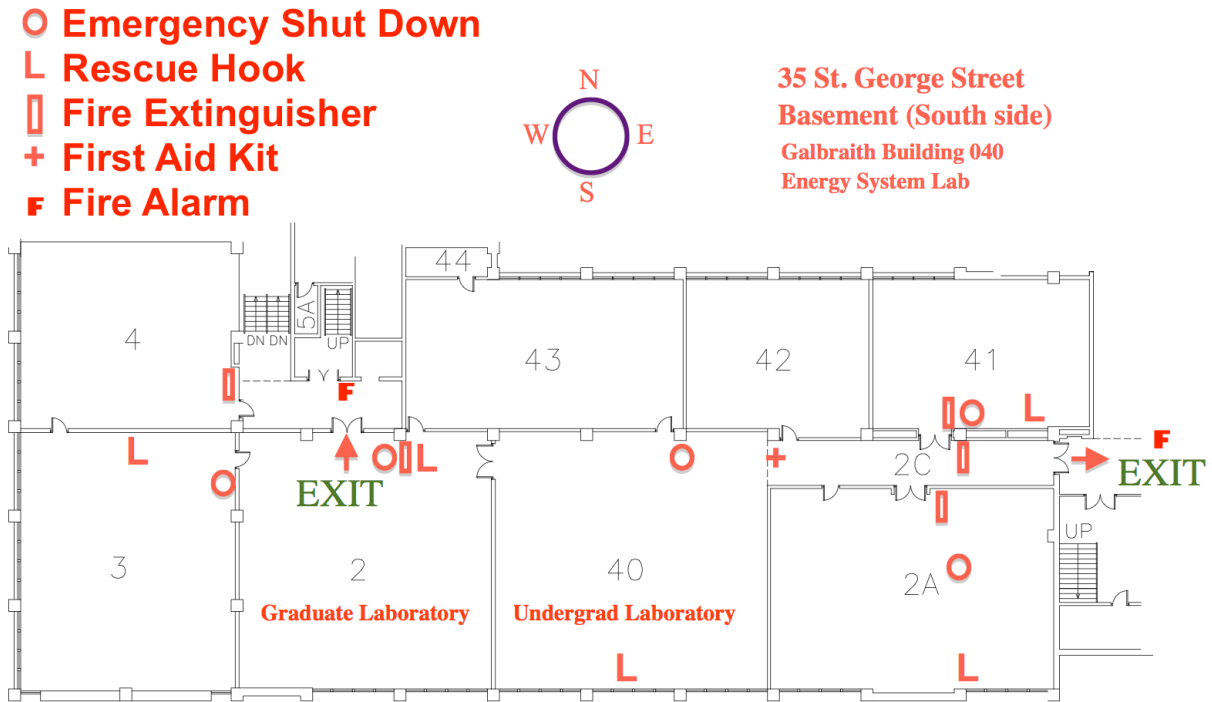 Emergency Shut Down
L Rescue Hook
Fire Extinguisher
+ First Aid Kit
F Fire Alarm
N
W E
S
35 St. George Street
Basement (South side)
Galbraith Building 040
Energy System Lab
44
4
5A
DN DN
UP
43
42
41
F
L
L
L
F
EXIT
2C
EXIT
3
2
40
2A
UP
Graduate Laboratory
Undergrad Laboratory
L
L